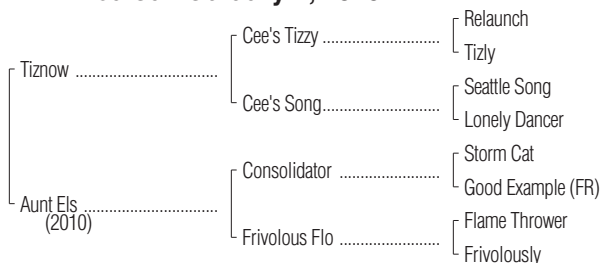 Relaunch
Cee's Tizzy
Tizly
Tiznow
Seattle Song
Cee's Song
Lonely Dancer
Storm Cat
Consolidator
Good Example (FR)
Aunt Els
(2010)
Flame Thrower
Frivolous Flo
Frivolously